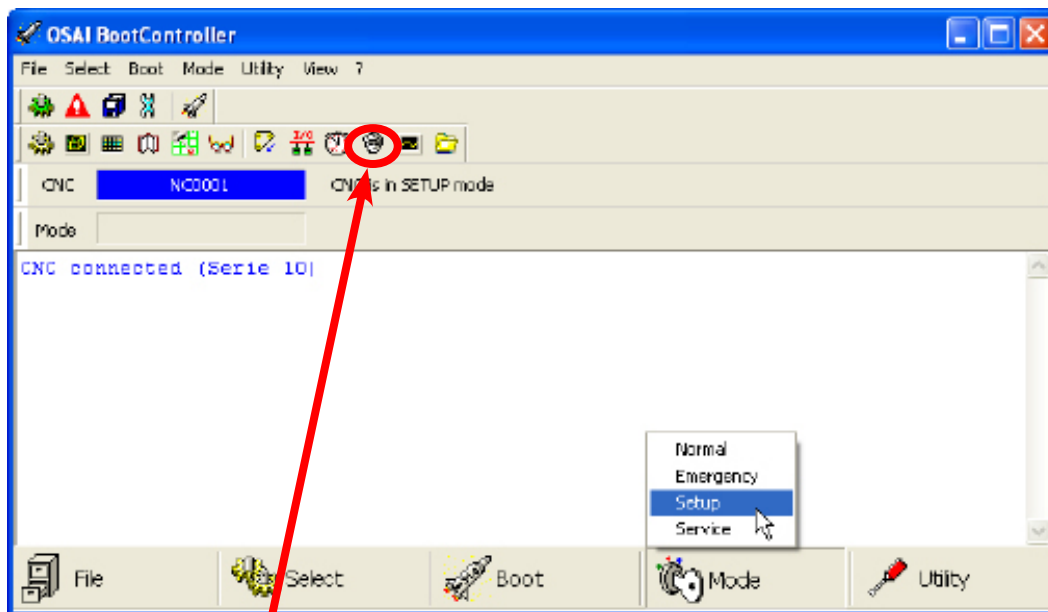 OSAI BootController
File Select Boot Mode Utility View ?
I/O
CNC NC0001 CNC is in SETUP mode
Mode
CNC connected (Serie 10)
Normal
Emergency
Setup
Service
File Select Boot Mode Utility